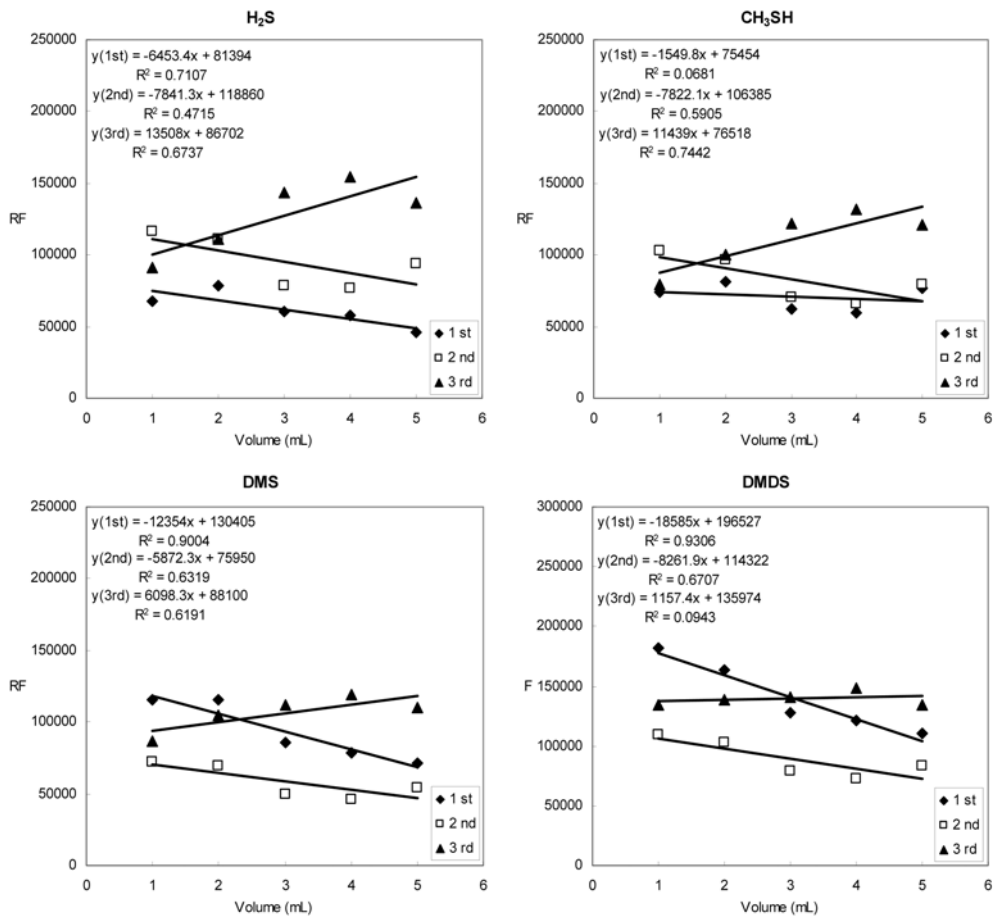 H₂S
250000
200000
150000
100000
50000
0
RF
y(1st) = -6453.4x + 81394
R² = 0.7107
y(2nd) = -7841.3x + 118860
R² = 0.4715
y(3rd) = 13508x + 86702
R² = 0.6737
1 st
2 nd
3 rd
0 1 2 3 4 5 6
Volume (mL)
CH₃SH
250000
200000
150000
100000
50000
0
RF
y(1st) = -1549.8x + 75454
R² = 0.0681
y(2nd) = -7822.1x + 106385
R² = 0.5905
y(3rd) = 11439x + 76518
R² = 0.7442
1 st
2 nd
3 rd
0 1 2 3 4 5 6
Volume (mL)
DMS
250000
200000
150000
100000
50000
0
RF
y(1st) = -12354x + 130405
R² = 0.9004
y(2nd) = -5872.3x + 75950
R² = 0.6319
y(3rd) = 6098.3x + 88100
R² = 0.6191
1 st
2 nd
3 rd
0 1 2 3 4 5 6
Volume (mL)
DMDS
300000
250000
200000
150000
100000
50000
0
F
y(1st) = -18585x + 196527
R² = 0.9306
y(2nd) = -8261.9x + 114322
R² = 0.6707
y(3rd) = 1157.4x + 135974
R² = 0.0943
1 st
2 nd
3 rd
0 1 2 3 4 5 6
Volume (mL)